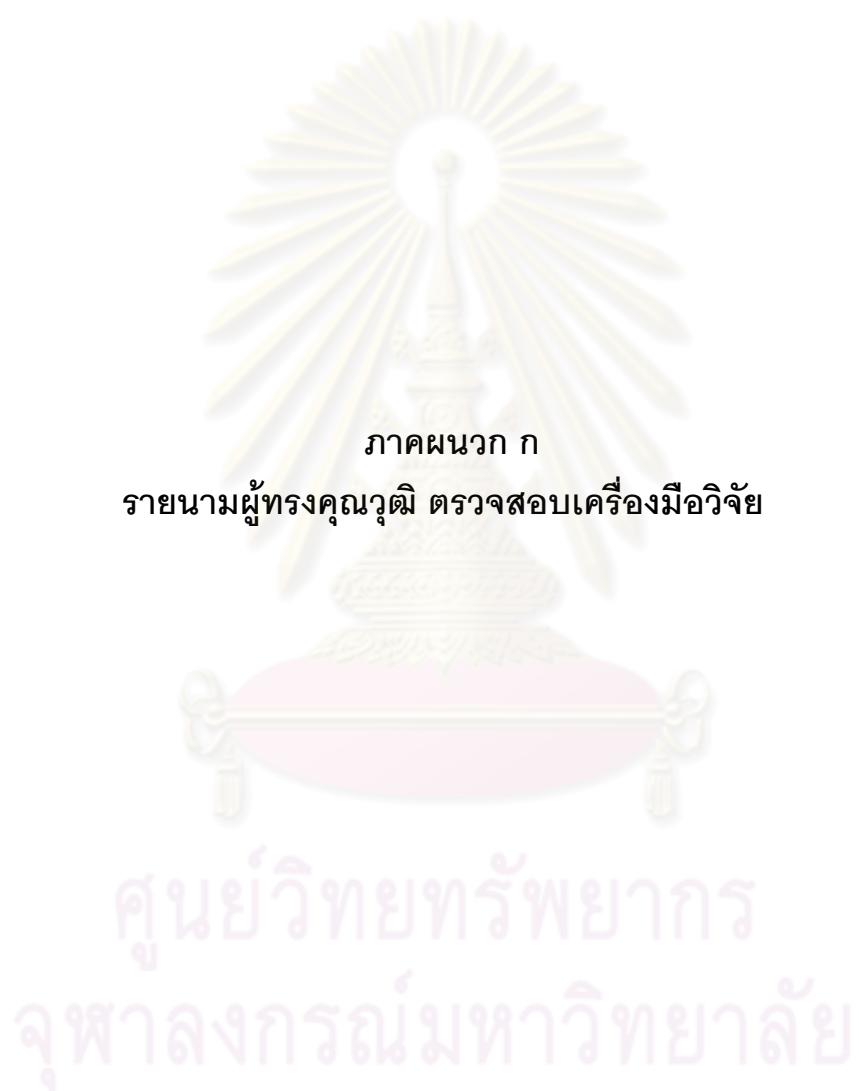 ภาคผนวก ก
รายนามผู้ทรงคุณวุฒิ ตรวจสอบเครื่องมือวิจัย
ศูนย์วิทยทรัพยากร
จุฬาลงกรณ์มหาวิทยาลัย